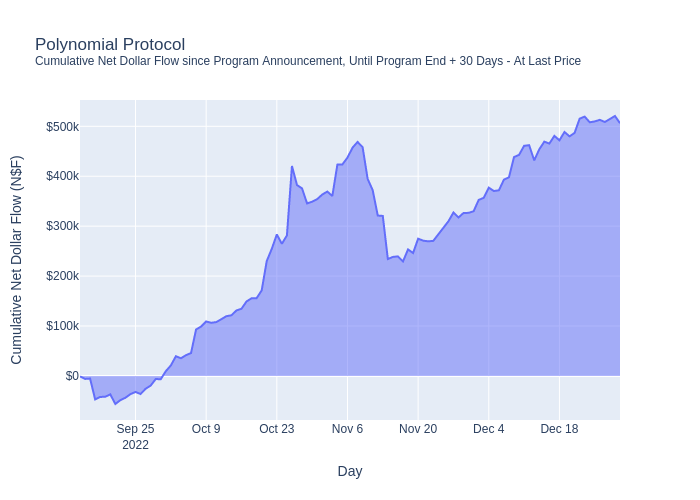 Polynomial Protocol
Cumulative Net Dollar Flow since Program Announcement, Until Program End + 30 Days - At Last Price
Cumulative Net Dollar Flow (N$F)
$500k
$400k
$300k
$200k
$100k
$0
Sep 25
2022
Oct 9
Oct 23
Nov 6
Nov 20
Dec 4
Dec 18
Day